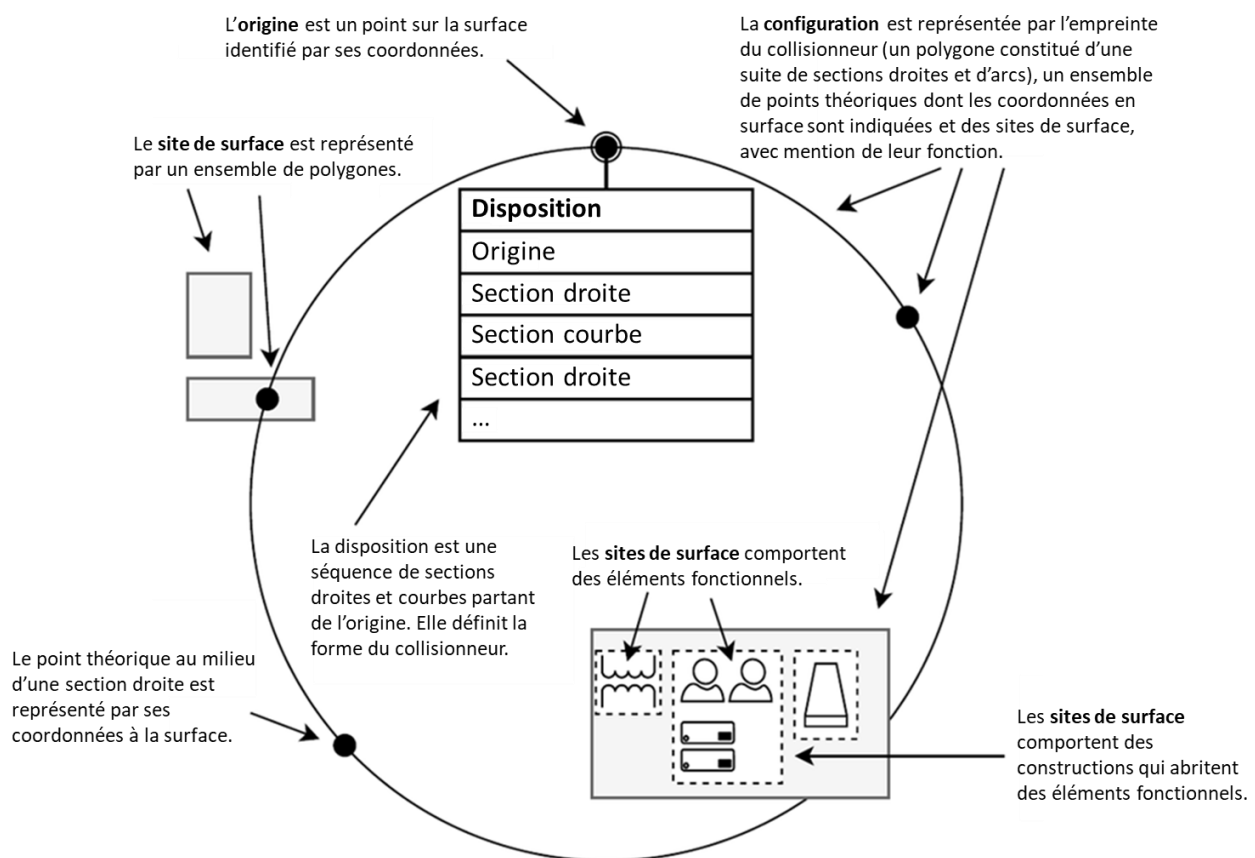 L’origine est un point sur la surface
identifié par ses coordonnées.
La configuration est représentée par l’empreinte
du collisionneur (un polygone constitué d’une
suite de sections droites et d’arcs), un ensemble
de points théoriques dont les coordonnées en
surface sont indiquées et des sites de surface,
avec mention de leur fonction.
Le site de surface est représenté
par un ensemble de polygones.
Disposition
Origine
Section droite
Section courbe
Section droite
...
La disposition est une
séquence de sections
droites et courbes partant
de l’origine. Elle définit la
forme du collisionneur.
Les sites de surface comportent
des éléments fonctionnels.
Le point théorique au milieu
d’une section droite est
représenté par ses
coordonnées à la surface.
Les sites de surface
comportent des
constructions qui abritent
des éléments fonctionnels.